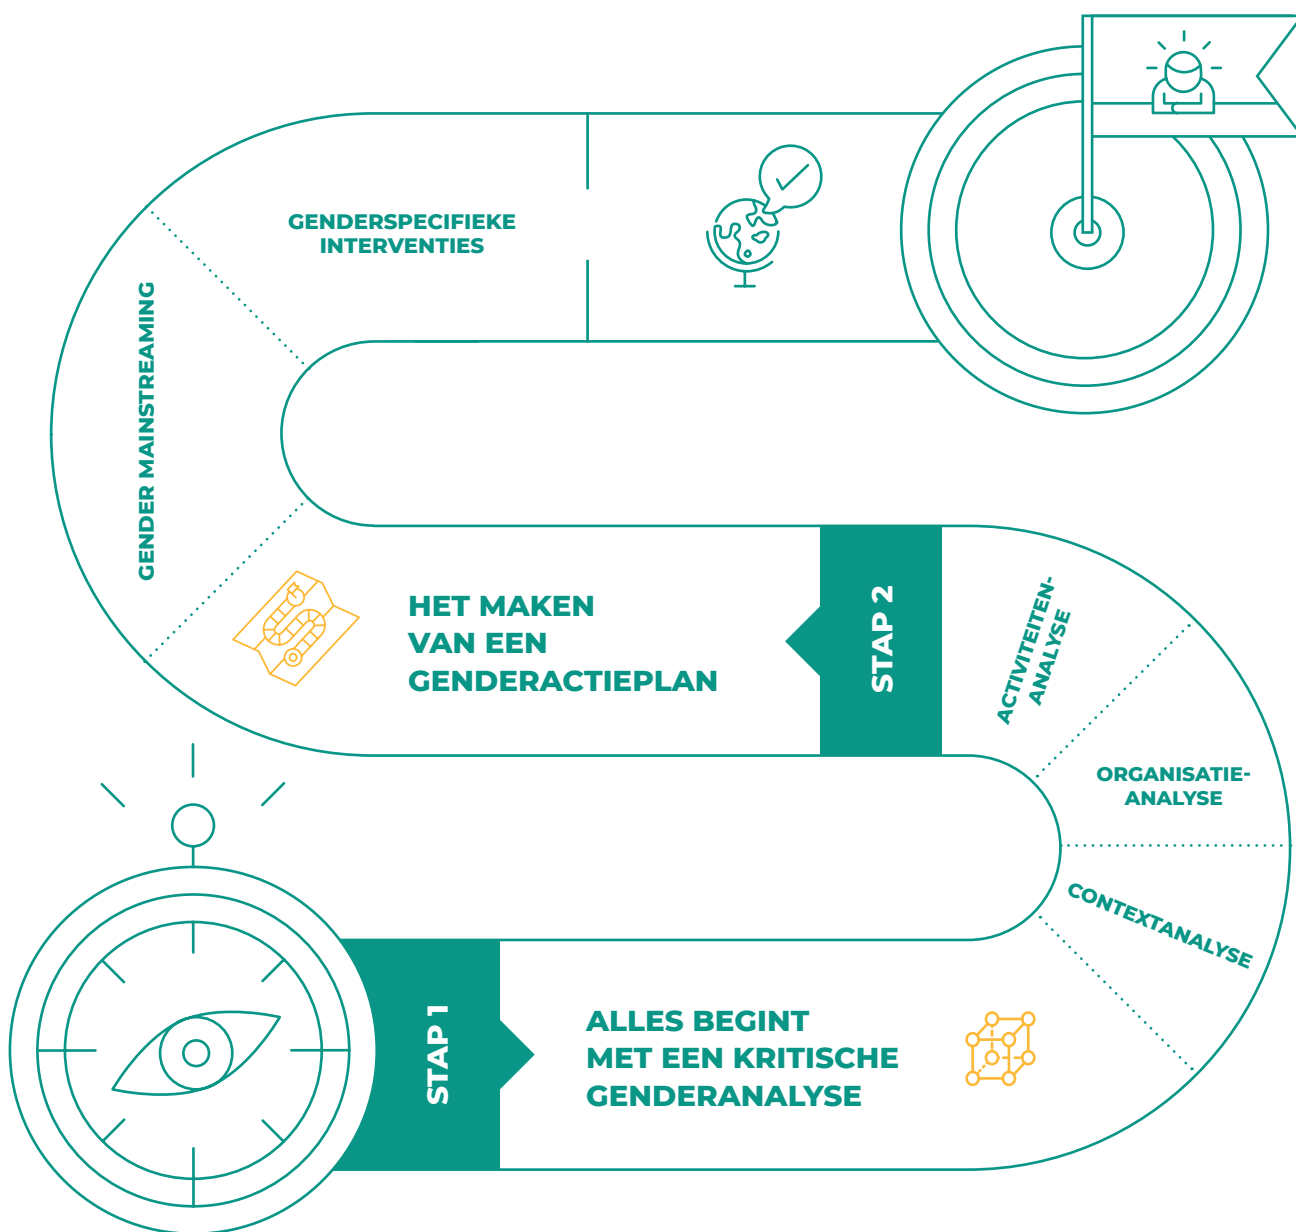 GENDERSPECIFIEKE
INTERVENTIES
GENDER MAINSTREAMING
HET MAKEN
VAN EEN
GENDERACTIEPLAN
STAP 2
ACTIVITEITEN-
ANALYSE
ORGANISATIE-
ANALYSE
CONTEXTANALYSE
STAP 1
ALLES BEGINT
MET EEN KRITISCHE
GENDERANALYSE